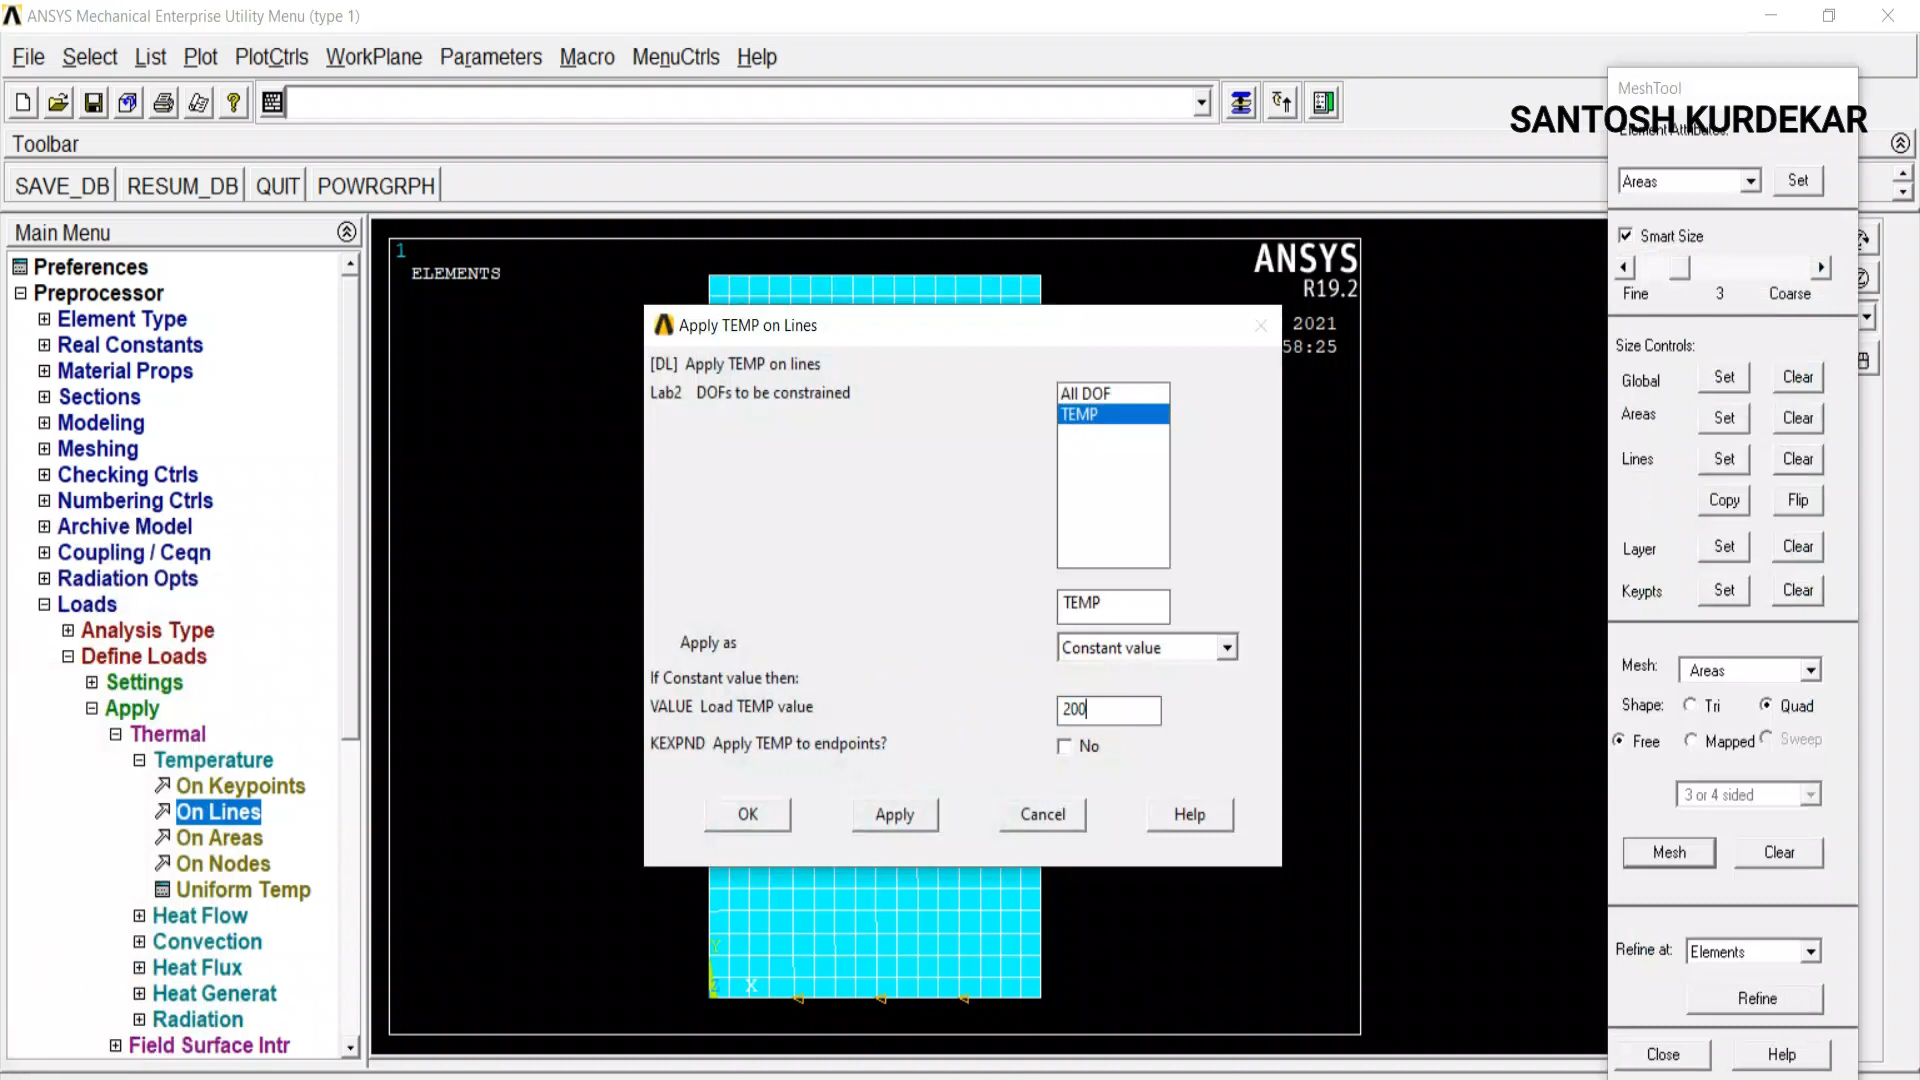 ANSYS Mechanical Enterprise Utility Menu (type 1)
File Select List Plot PlotCtrls WorkPlane Parameters Macro MenuCtrls Help
MeshTool
SANTOSH KURDEKAR
Element Attributes:
Toolbar
Areas Set
SAVE_DB RESUM_DB QUIT POWRGRPH
Main Menu
Smart Size
Fine 3 Coarse
Preferences
Preprocessor
Element Type
Real Constants
Material Props
Sections
Modeling
Meshing
Checking Ctrls
Numbering Ctrls
Archive Model
Coupling / Ceqn
Radiation Opts
Loads
Analysis Type
Define Loads
Settings
Apply
Thermal
Temperature
On Keypoints
On Lines
On Areas
On Nodes
Uniform Temp
Heat Flow
Convection
Heat Flux
Heat Generat
Radiation
Field Surface Intr
1
ELEMENTS
ANSYS
R19.2
2021
58:25
Y
Z X
Apply TEMP on Lines
[DL] Apply TEMP on lines
Lab2 DOFs to be constrained
All DOF
TEMP
TEMP
Apply as Constant value
If Constant value then:
VALUE Load TEMP value 200
KEXPND Apply TEMP to endpoints? No
OK Apply Cancel Help
Size Controls:
Global Set Clear
Areas Set Clear
Lines Set Clear
Copy Flip
Layer Set Clear
Keypts Set Clear
Mesh: Areas
Shape: Tri Quad
Free Mapped Sweep
3 or 4 sided
Mesh Clear
Refine at: Elements
Refine
Close Help